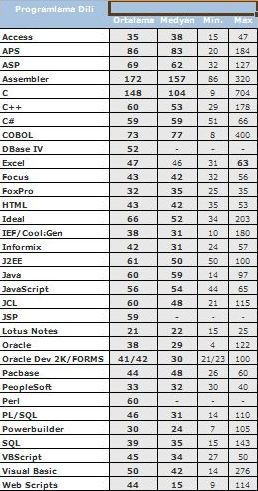 Programlama Dili
Ortalama Medyan Min. Max
Access 35 38 15 47
APS 86 83 20 184
ASP 69 62 32 127
Assembler 172 157 86 320
C 148 104 9 704
C++ 60 53 29 178
C# 59 59 51 66
COBOL 73 77 8 400
DBase IV 52 - - -
Excel 47 46 31 63
Focus 43 42 32 56
FoxPro 32 35 25 35
HTML 43 42 35 53
Ideal 66 52 34 203
IEF/Cool:Gen 38 31 10 180
Informix 42 31 24 57
J2EE 61 50 50 100
Java 60 59 14 97
JavaScript 56 54 44 65
JCL 60 48 21 115
JSP 59 - - -
Lotus Notes 21 22 15 25
Oracle 38 29 4 122
Oracle Dev 2K/FORMS 41/42 30 21/23 100
Pacbase 44 48 26 60
PeopleSoft 33 32 30 40
Perl 60 - - -
PL/SQL 46 31 14 110
Powerbuilder 30 24 7 105
SQL 39 35 15 143
VBScript 45 34 27 50
Visual Basic 50 42 14 276
Web Scripts 44 15 9 114